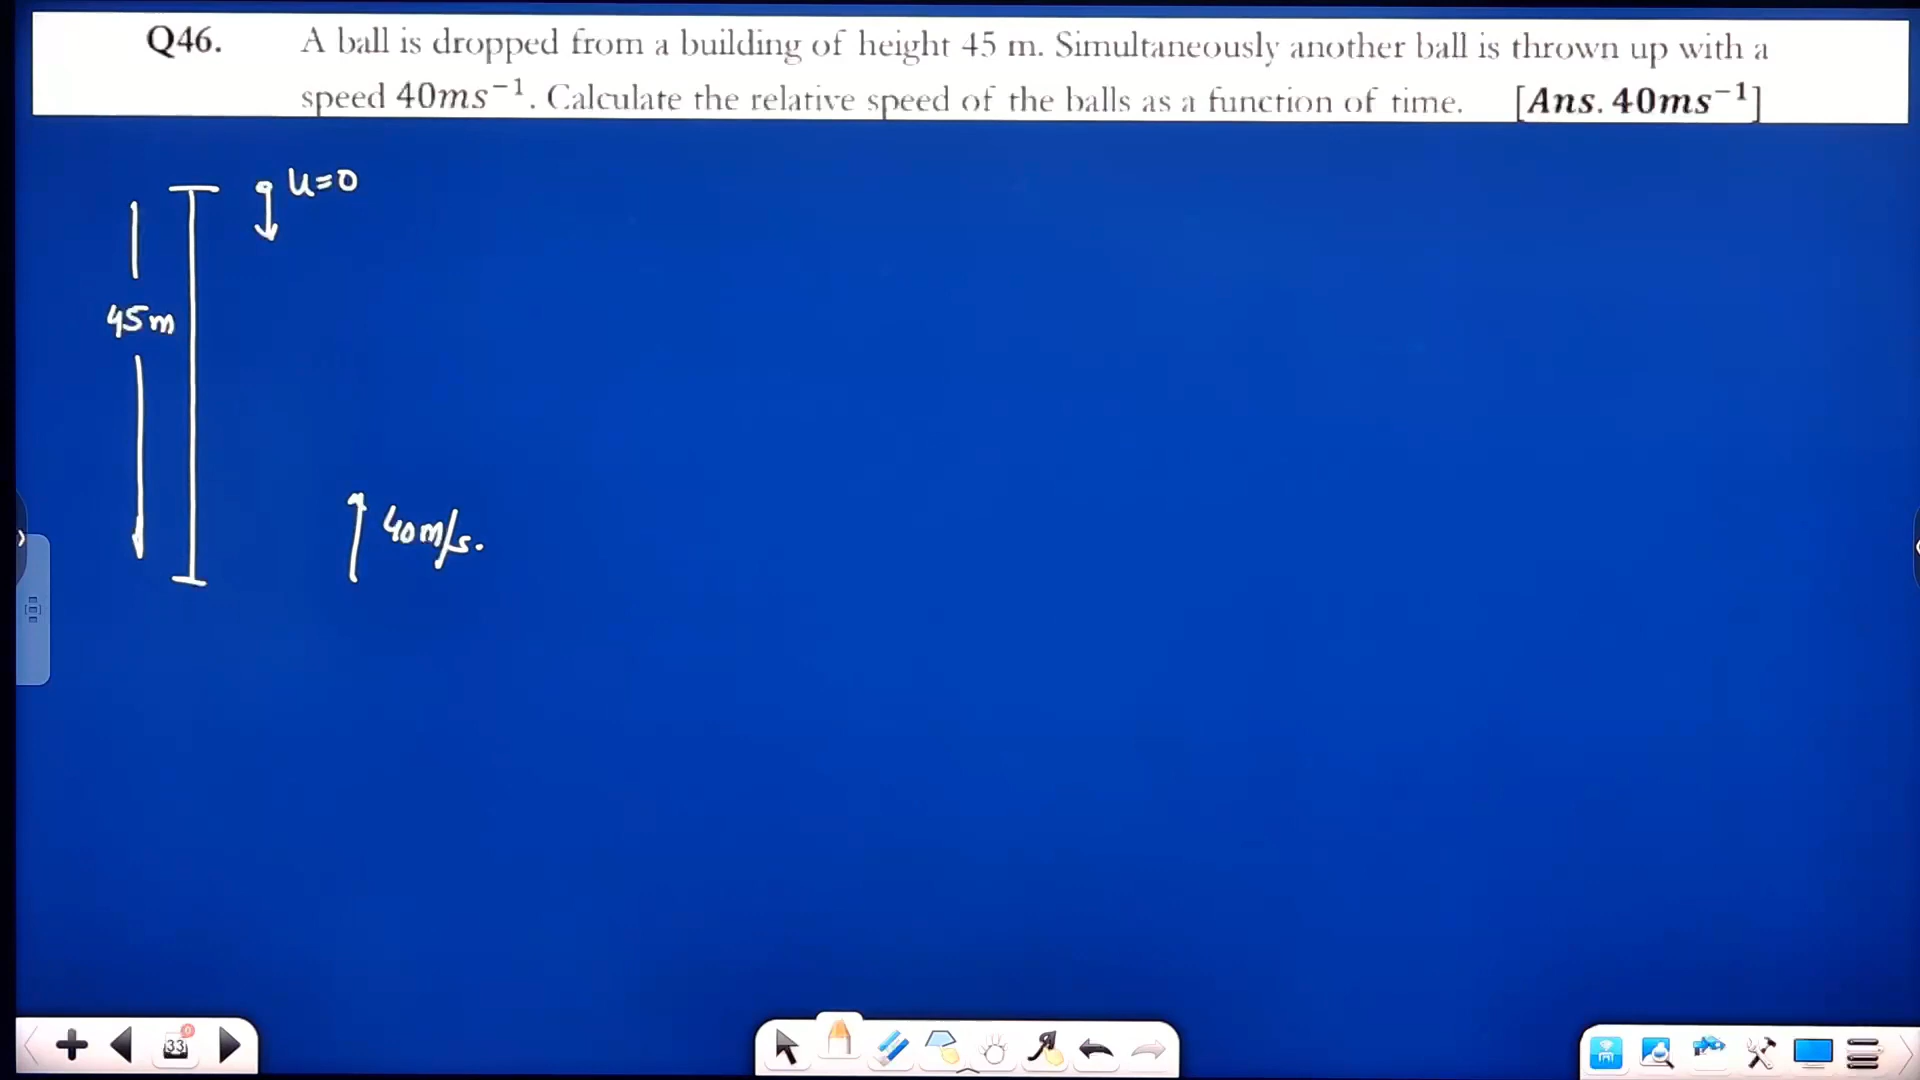 Q46. A ball is dropped from a building of height 45 m. Simultaneously another ball is thrown up with a
speed 40ms⁻¹. Calculate the relative speed of the balls as a function of time. [Ans. 40ms⁻¹]
u=0
45m
40m/s.
33
0